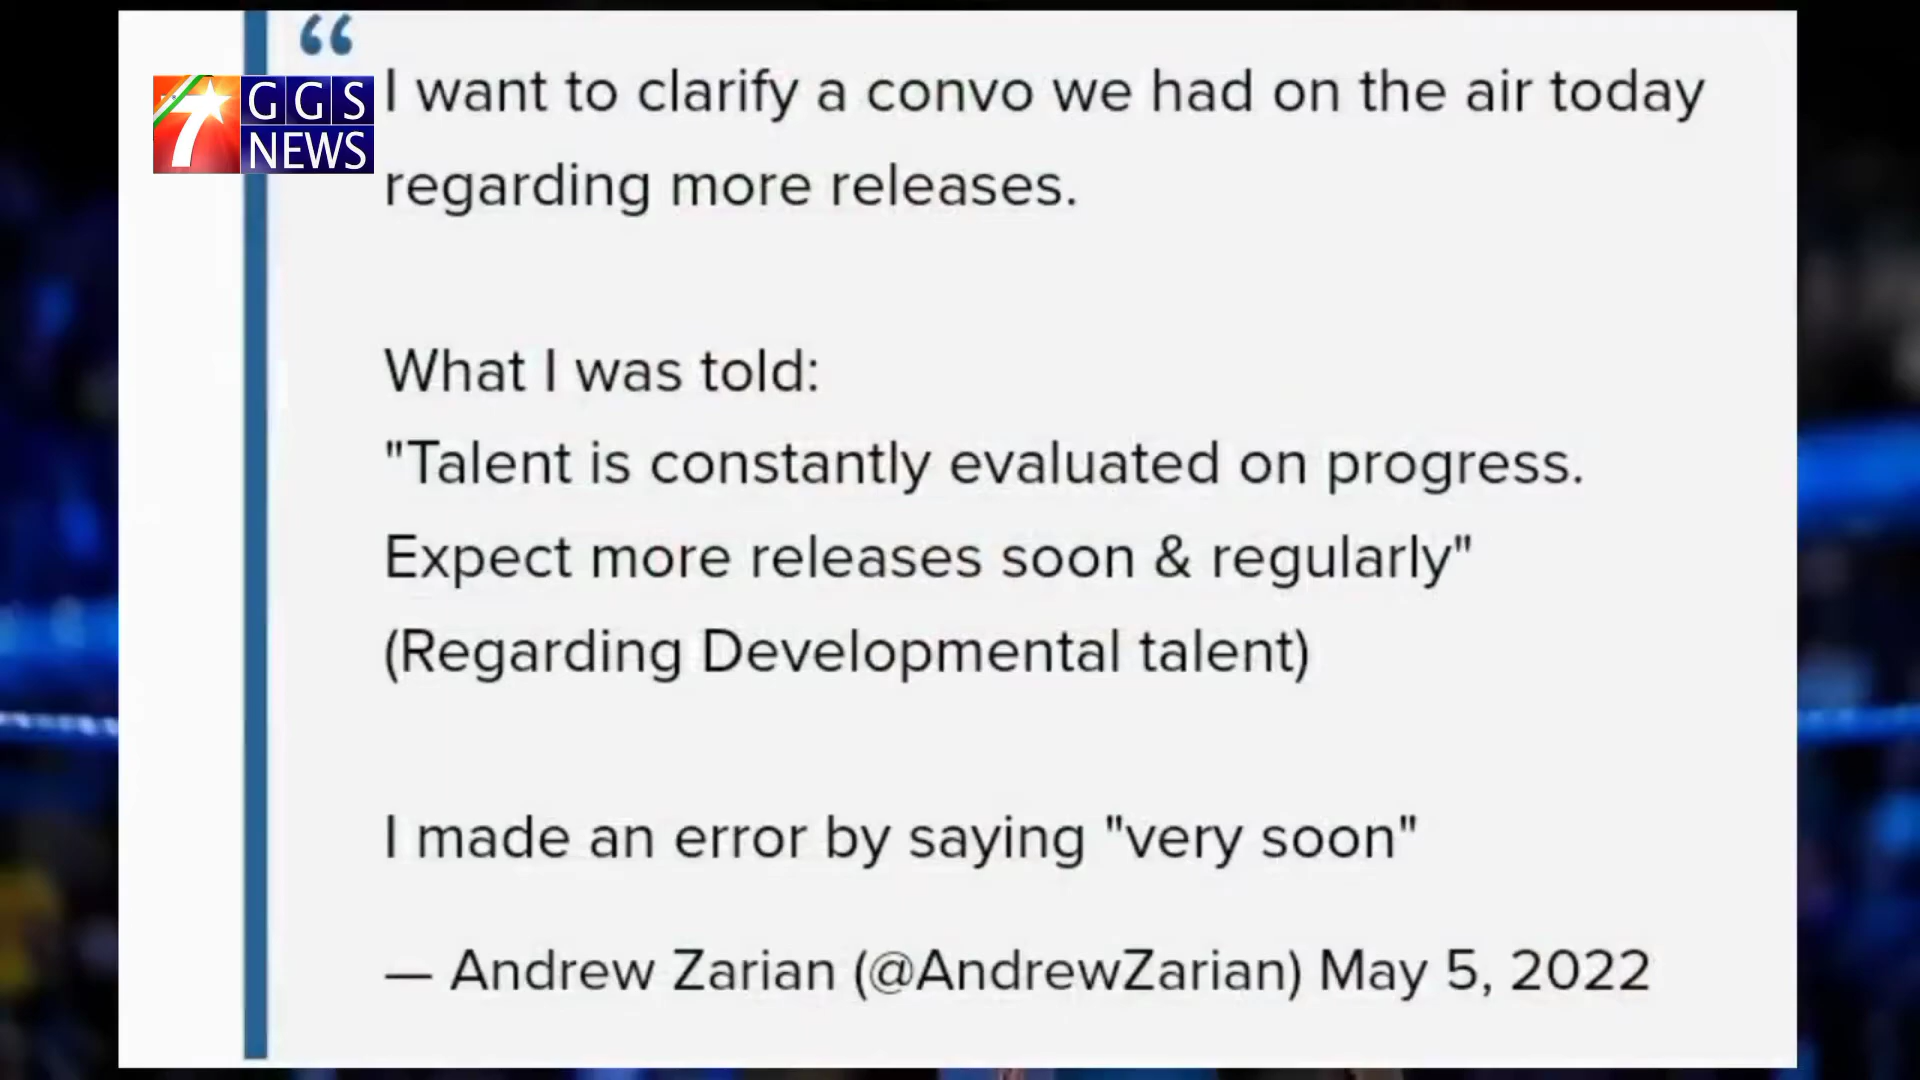 “
GGS
NEWS
I want to clarify a convo we had on the air today
regarding more releases.
What I was told:
"Talent is constantly evaluated on progress.
Expect more releases soon & regularly"
(Regarding Developmental talent)
I made an error by saying "very soon"
— Andrew Zarian (@AndrewZarian) May 5, 2022